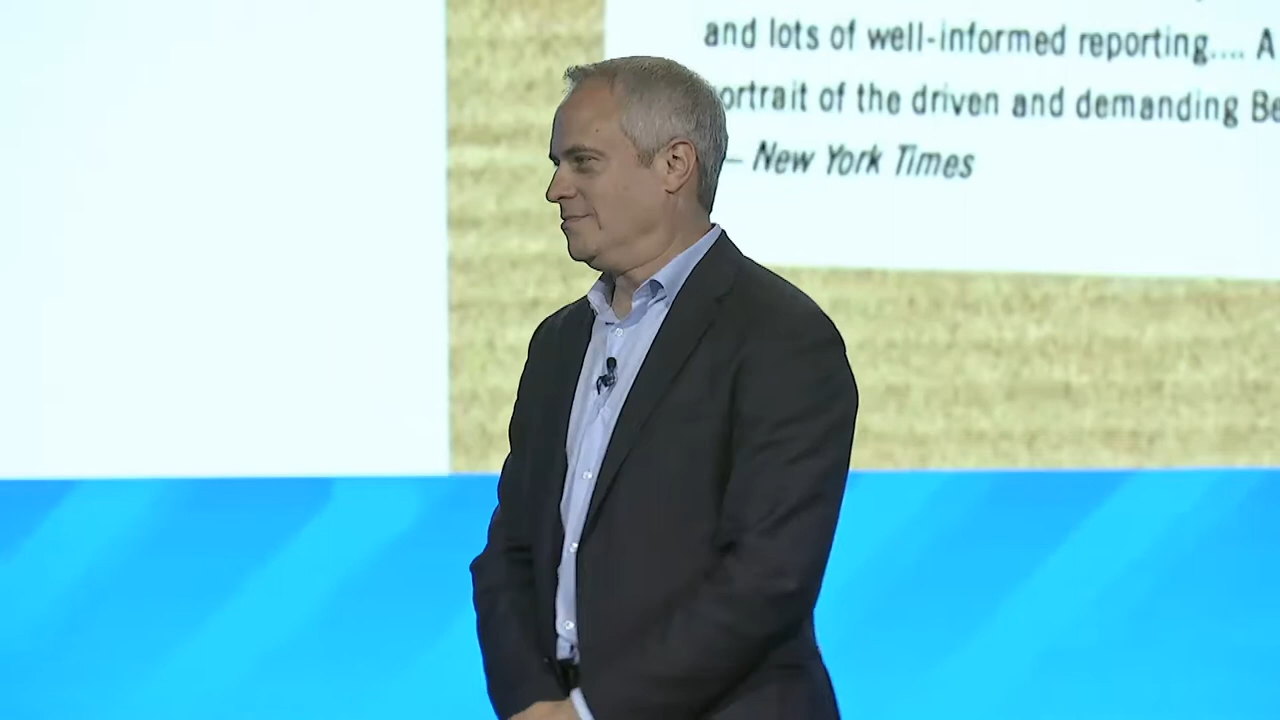 and lots of well-informed reporting.... A
ortrait of the driven and demanding Be
— New York Times